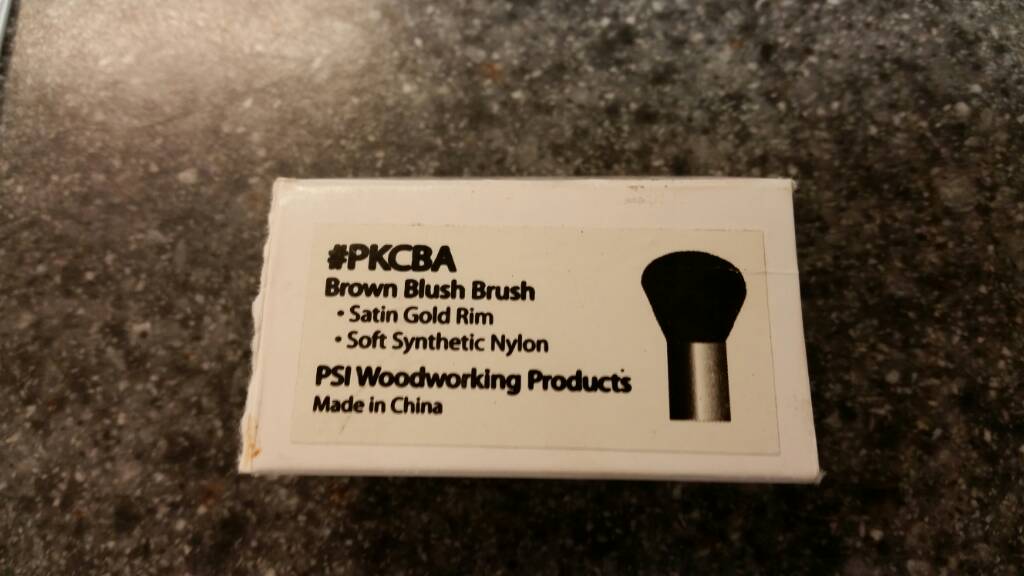 #PKCBA
Brown Blush Brush
• Satin Gold Rim
• Soft Synthetic Nylon
PSI Woodworking Products
Made in China